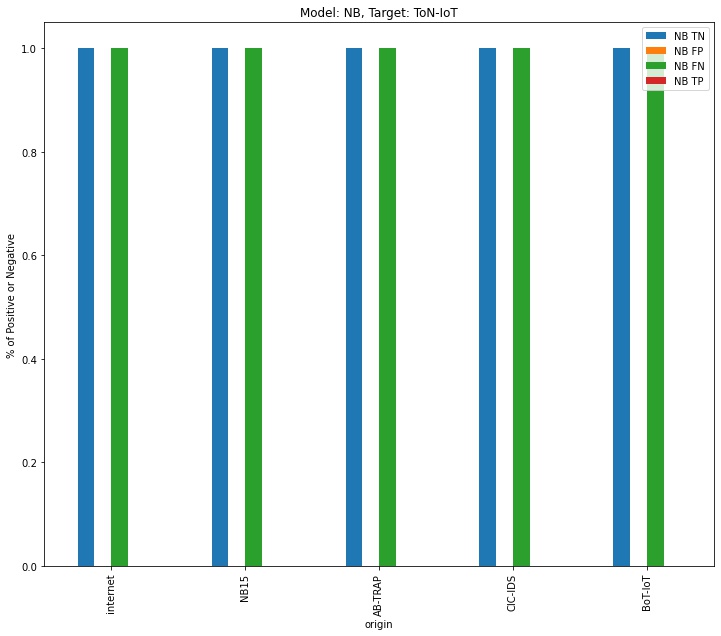 Model: NB, Target: ToN-IoT
% of Positive or Negative
1.0
0.8
0.6
0.4
0.2
0.0
NB TN
NB FP
NB FN
NB TP
internet
NB15
AB-TRAP
CIC-IDS
BoT-IoT
origin